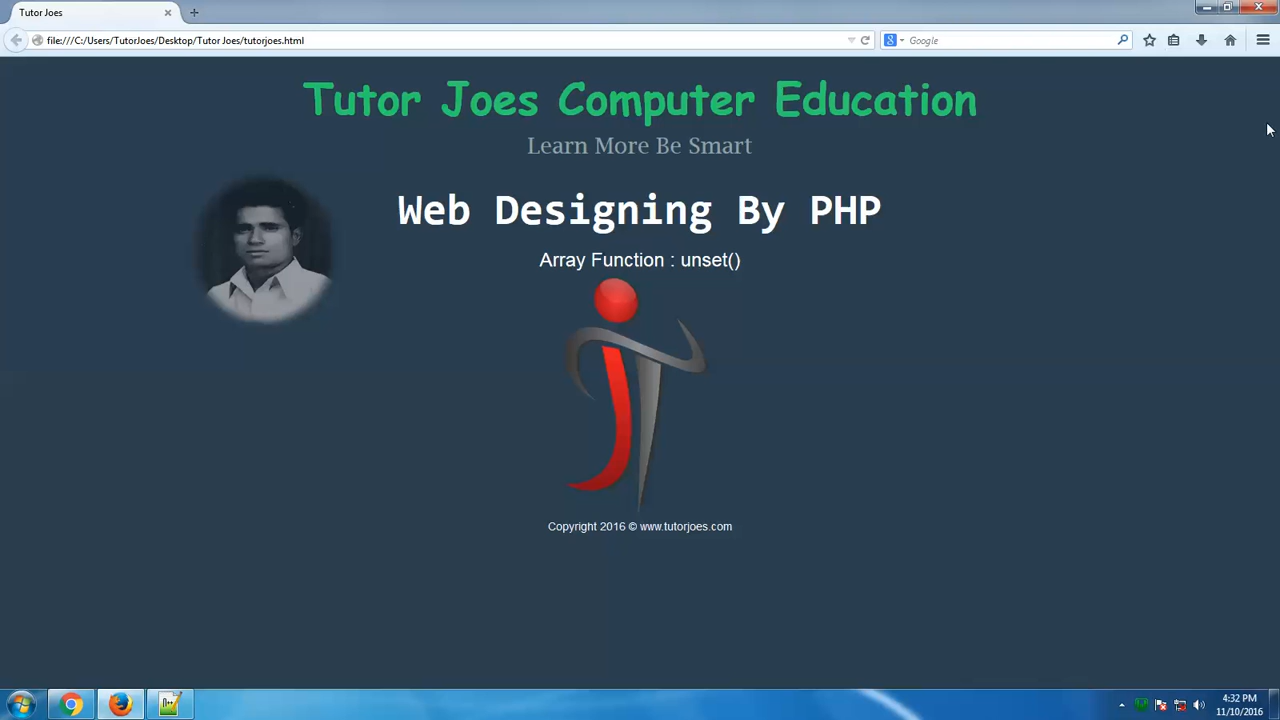 Tutor Joes
file:///C:/Users/TutorJoes/Desktop/Tutor Joes/tutorjoes.html
Google
Tutor Joes Computer Education
Learn More Be Smart
Web Designing By PHP
Array Function : unset()
Copyright 2016 © www.tutorjoes.com
4:32 PM
11/10/2016